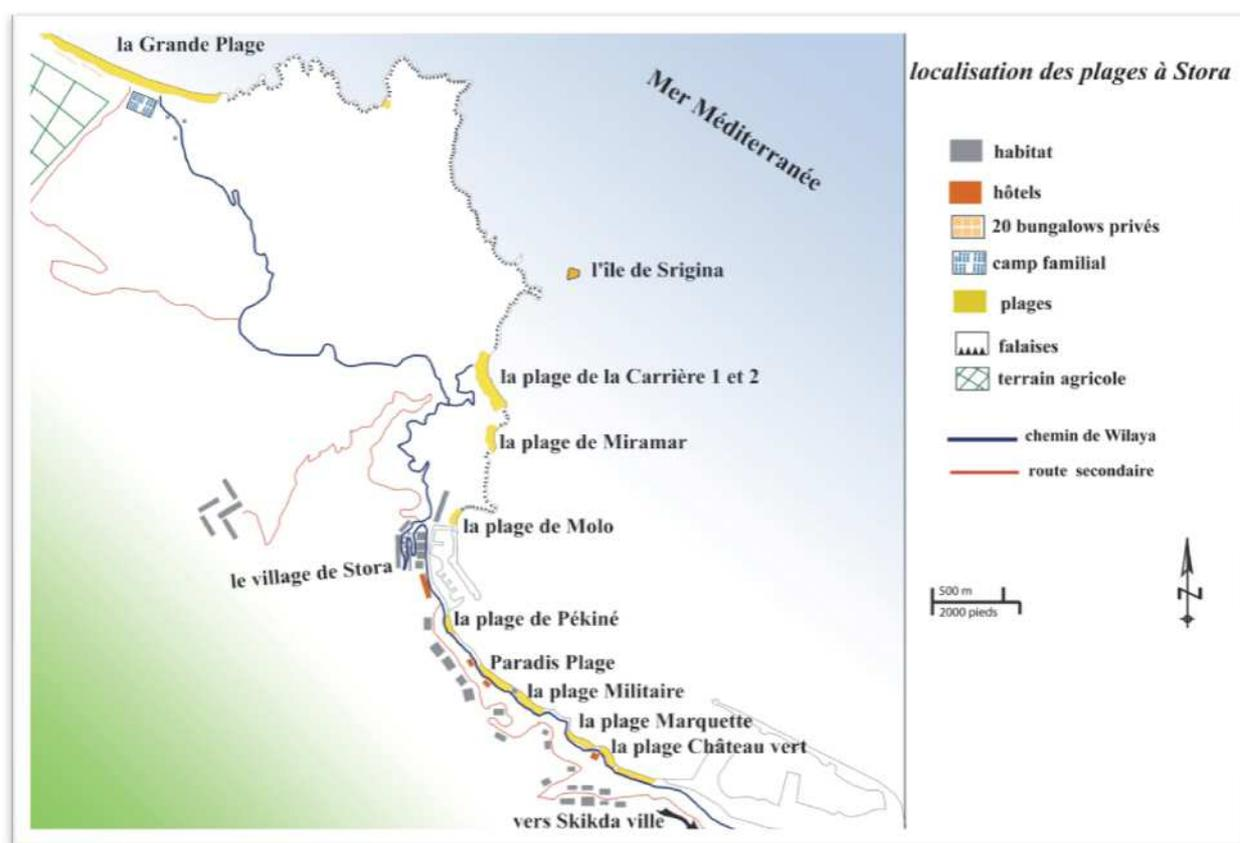 la Grande Plage
Mer Méditerranée
l'île de Srigina
la plage de la Carrière 1 et 2
la plage de Miramar
la plage de Molo
le village de Stora
la plage de Pékiné
Paradis Plage
la plage Militaire
la plage Marquette
la plage Château vert
vers Skikda ville
localisation des plages à Stora
habitat
hôtels
20 bungalows privés
camp familial
plages
falaises
terrain agricole
chemin de Wilaya
route secondaire
500 m
2000 pieds
N